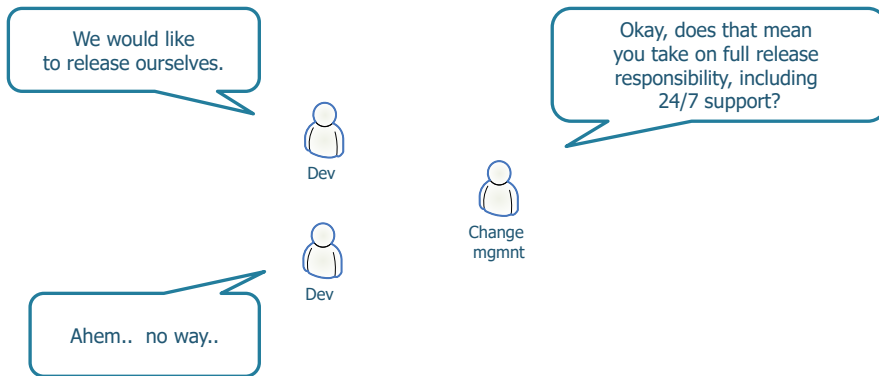 We would like
to release ourselves.
Okay, does that mean
you take on full release
responsibility, including
24/7 support?
Dev
Change
mgmnt
Dev
Ahem.. no way..